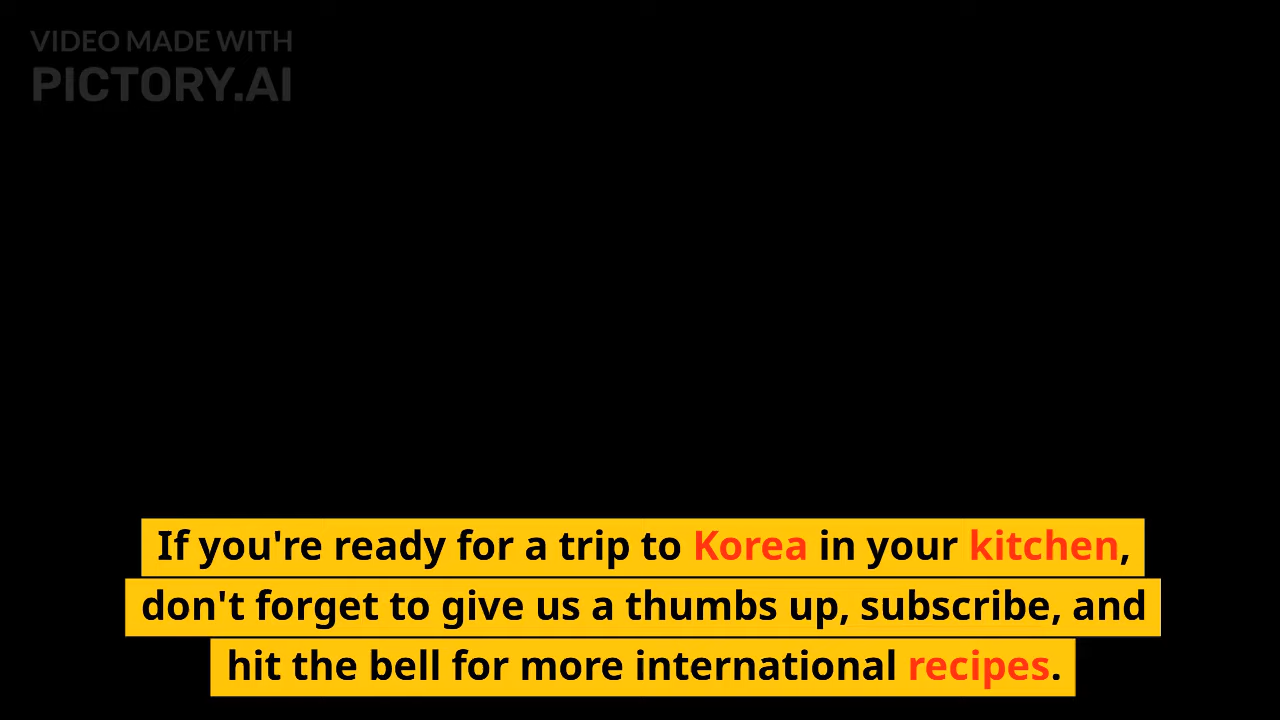 VIDEO MADE WITH
PICTORY.AI
If you're ready for a trip to Korea in your kitchen,
don't forget to give us a thumbs up, subscribe, and
hit the bell for more international recipes.